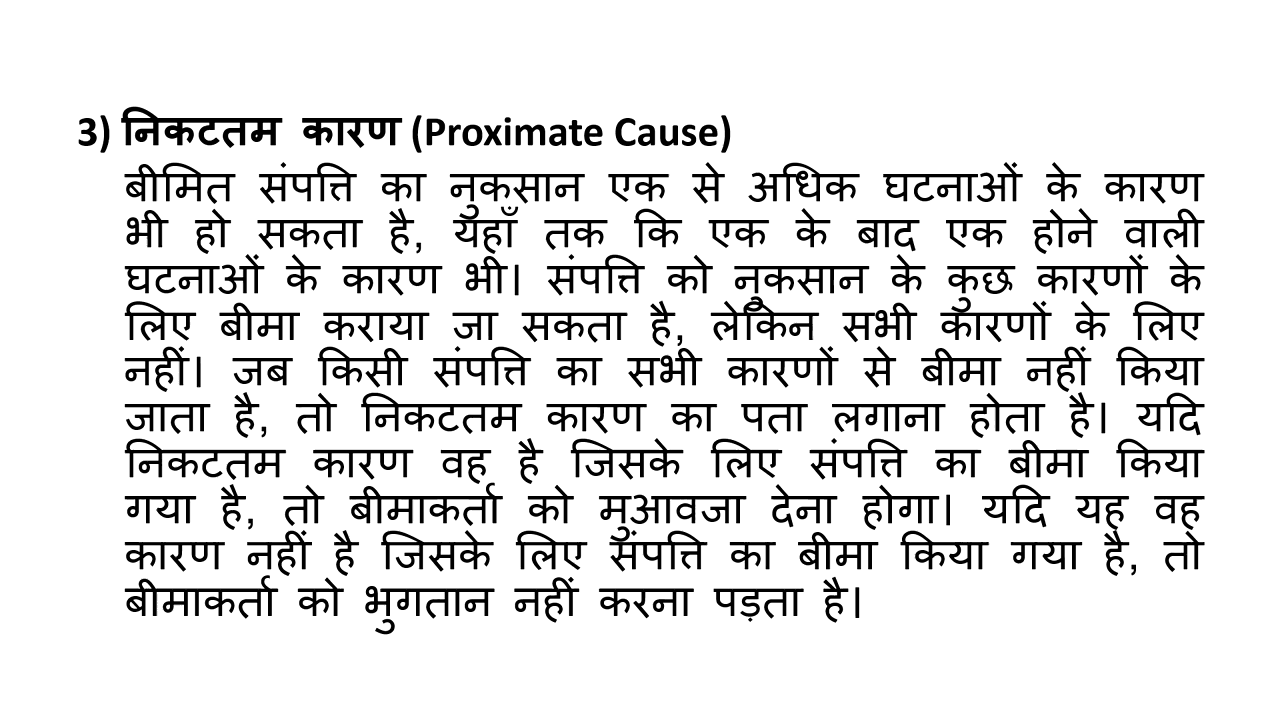 3) निकटतम कारण (Proximate Cause)
बीमित संपत्ति का नुकसान एक से अधिक घटनाओं के कारण
भी हो सकता है, यहाँ तक कि एक के बाद एक होने वाली
घटनाओं के कारण भी। संपत्ति को नुकसान के कुछ कारणों के
लिए बीमा कराया जा सकता है, लेकिन सभी कारणों के लिए
नहीं। जब किसी संपत्ति का सभी कारणों से बीमा नहीं किया
जाता है, तो निकटतम कारण का पता लगाना होता है। यदि
निकटतम कारण वह है जिसके लिए संपत्ति का बीमा किया
गया है, तो बीमाकर्ता को मुआवजा देना होगा। यदि यह वह
कारण नहीं है जिसके लिए संपत्ति का बीमा किया गया है, तो
बीमाकर्ता को भुगतान नहीं करना पड़ता है।